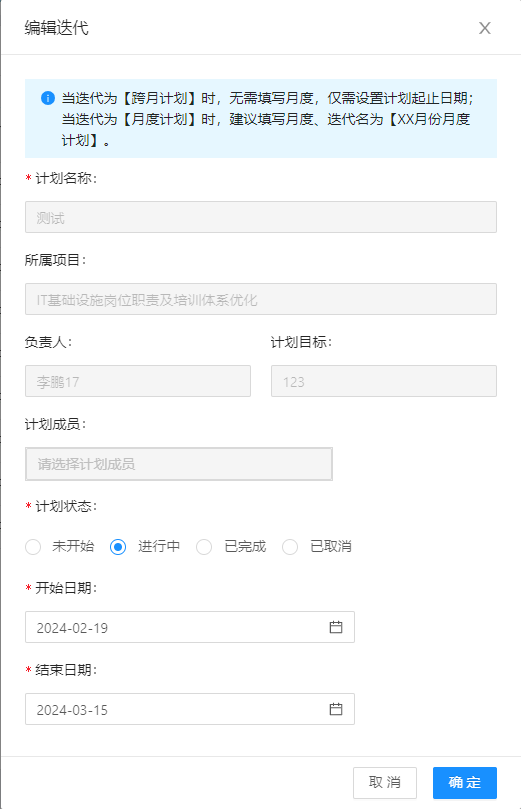 编辑迭代
当迭代为【跨月计划】时，无需填写月度，仅需设置计划起止日期；
当迭代为【月度计划】时，建议填写月度、迭代名为【XX月份月度
计划】。
* 计划名称：
测试
所属项目：
IT基础设施岗位职责及培训体系优化
负责人： 计划目标：
李鹏17 123
计划成员：
请选择计划成员
* 计划状态：
未开始 进行中 已完成 已取消
* 开始日期：
2024-02-19
* 结束日期：
2024-03-15
取 消 确 定